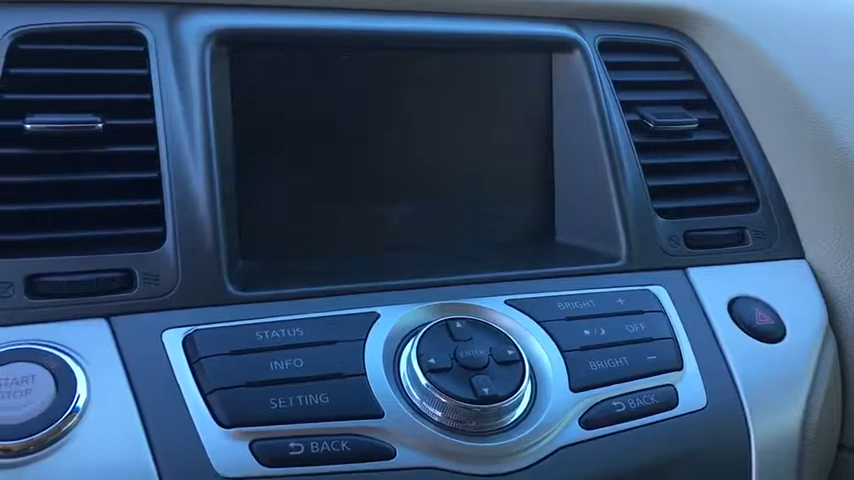 BRIGHT +
STATUS
OFF
INFO
ENTER
BRIGHT -
START
STOP
SETTING
BACK
BACK